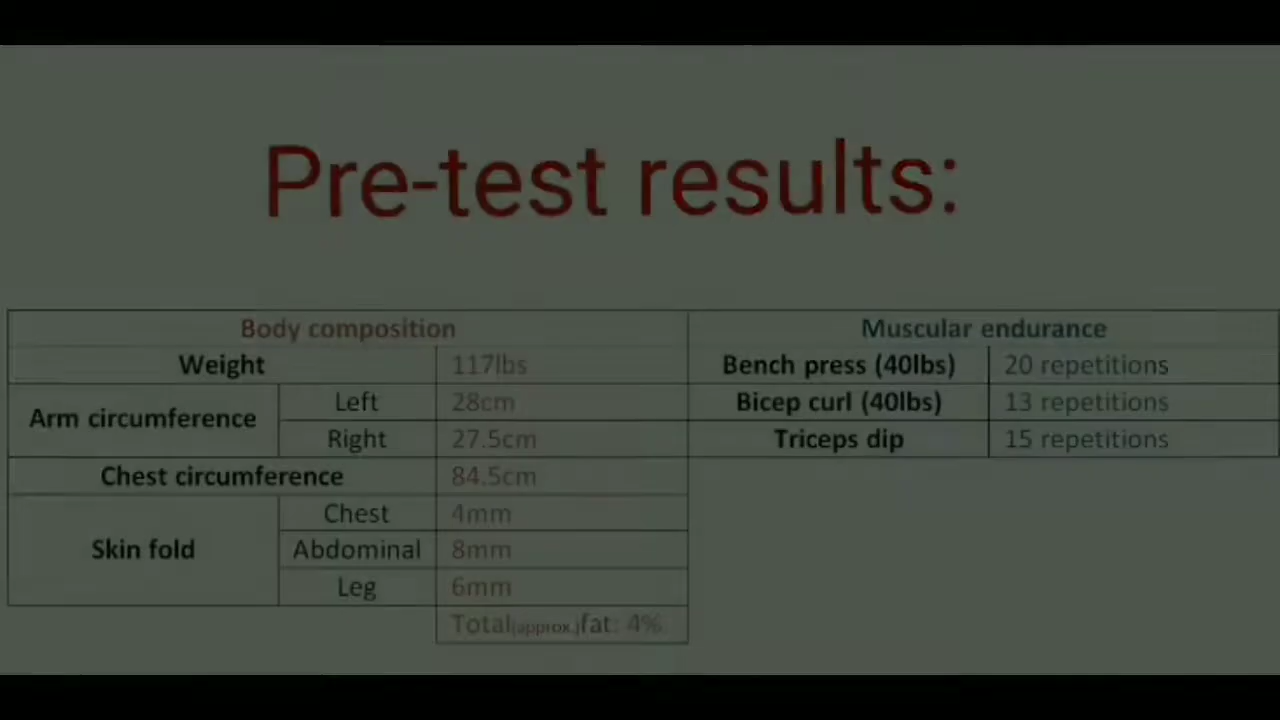 Pre-test results:
Body composition Muscular endurance
Weight 117lbs Bench press (40lbs) 20 repetitions
Arm circumference Left 28cm Bicep curl (40lbs) 13 repetitions
Right 27.5cm Triceps dip 15 repetitions
Chest circumference 84.5cm
Skin fold Chest 4mm
Abdominal 8mm
Leg 6mm
Total(approx.)fat: 4%